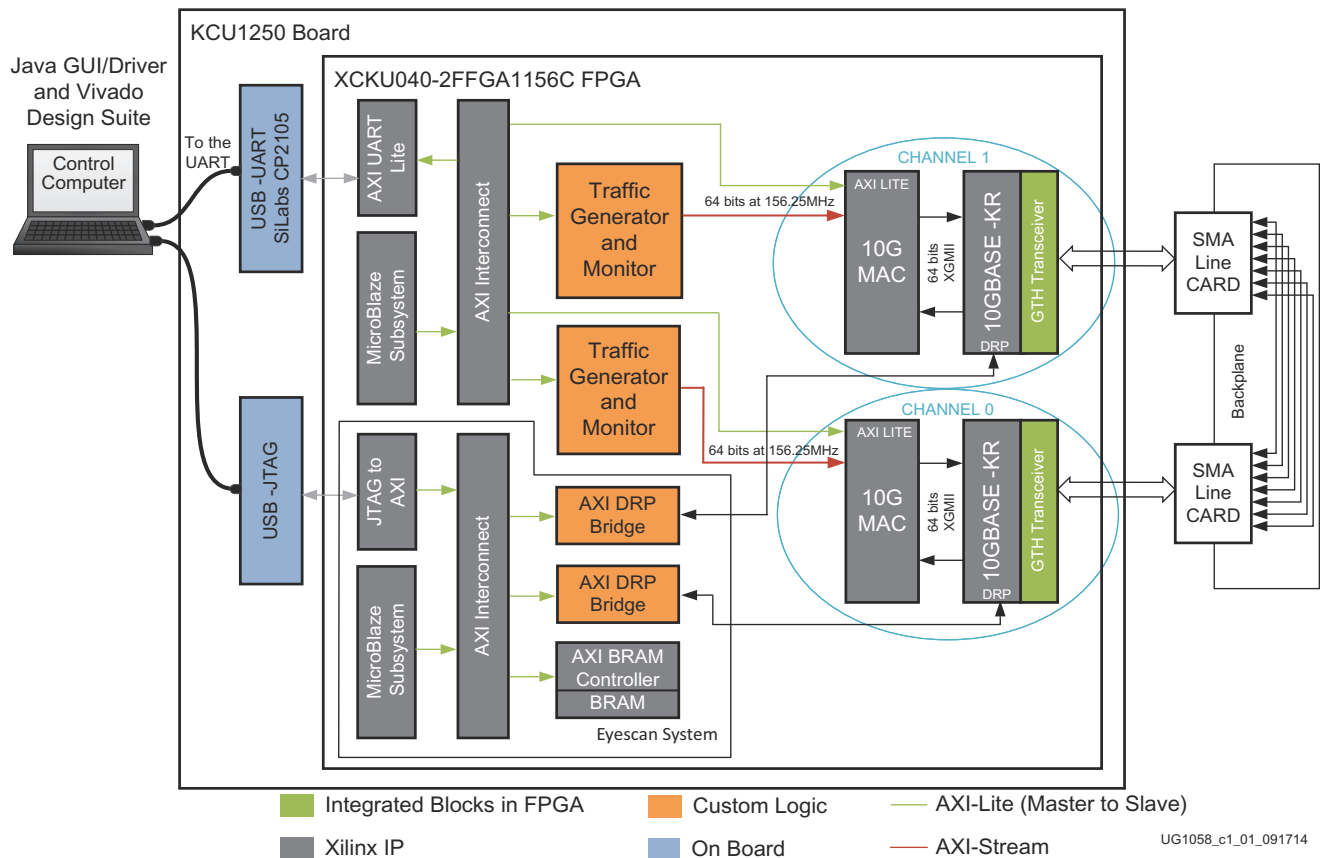 KCU1250 Board
Java GUI/Driver
and Vivado
Design Suite
XCKU040-2FFGA1156C FPGA
Control
Computer
To the
UART
USB -UART
SiLabs CP2105
AXI UART
Lite
AXI Interconnect
MicroBlaze
Subsystem
Traffic
Generator
and
Monitor
64 bits at 156.25MHz
CHANNEL 1
AXI LITE
10G
MAC
64 bits
XGMII
10GBASE -KR
DRP
GTH Transceiver
SMA
Line
CARD
Backplane
Traffic
Generator
and
Monitor
64 bits at 156.25MHz
CHANNEL 0
AXI LITE
10G
MAC
64 bits
XGMII
10GBASE -KR
DRP
GTH Transceiver
SMA
Line
CARD
USB -JTAG
JTAG to
AXI
AXI Interconnect
MicroBlaze
Subsystem
AXI DRP
Bridge
AXI DRP
Bridge
AXI BRAM
Controller
BRAM
Eyescan System
Integrated Blocks in FPGA
Custom Logic
AXI-Lite (Master to Slave)
Xilinx IP
On Board
AXI-Stream
UG1058_c1_01_091714